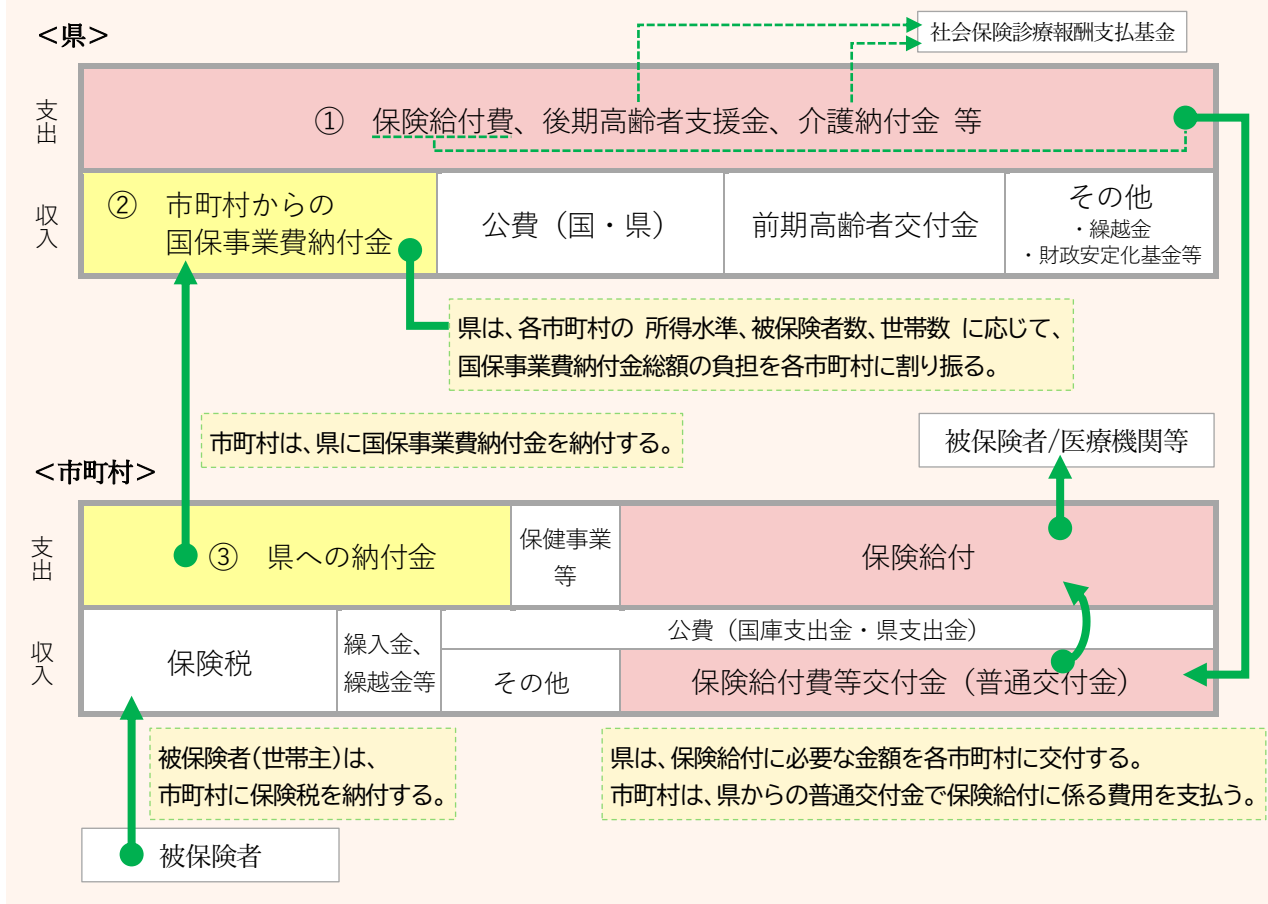 ＜県＞
社会保険診療報酬支払基金
支出
① 保険給付費、後期高齢者支援金、介護納付金 等
収入
② 市町村からの
国保事業費納付金
公費（国・県）
前期高齢者交付金
その他
・繰越金
・財政安定化基金等
県は、各市町村の 所得水準、被保険者数、世帯数 に応じて、
国保事業費納付金総額の負担を各市町村に割り振る。
市町村は、県に国保事業費納付金を納付する。
被保険者/医療機関等
＜市町村＞
支出
③ 県への納付金
保健事業
等
保険給付
収入
保険税
繰入金、
繰越金等
公費（国庫支出金・県支出金）
その他
保険給付費等交付金（普通交付金）
被保険者(世帯主)は、
市町村に保険税を納付する。
県は、保険給付に必要な金額を各市町村に交付する。
市町村は、県からの普通交付金で保険給付に係る費用を支払う。
被保険者